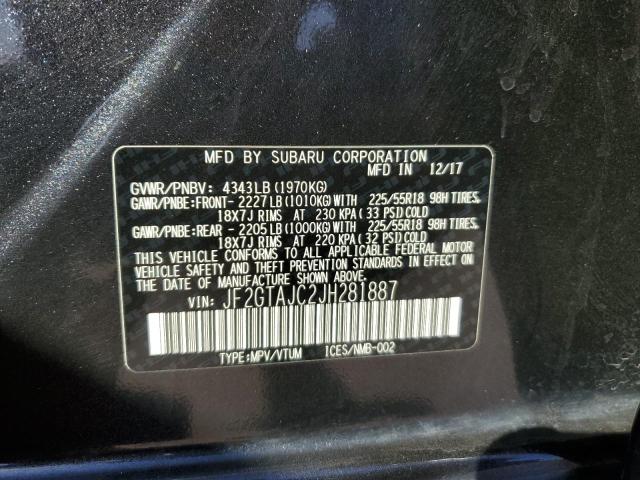 MFD BY SUBARU CORPORATION
MFD IN 12/17
GVWR/PNBV: 4343LB (1970KG)
GAWR/PNBE:FRONT- 2227LB (1010KG) WITH 225/55R18 98H TIRES,
18X7J RIMS AT 230 KPA (33 PSI) COLD
GAWR/PNBE:REAR - 2205LB (1000KG) WITH 225/55R18 98H TIRES,
18X7J RIMS AT 220 KPA (32 PSI) COLD
THIS VEHICLE CONFORMS TO ALL APPLICABLE FEDERAL MOTOR
VEHICLE SAFETY AND THEFT PREVENTION STANDARDS IN EFFECT ON
THE DATE OF MANUFACTURE SHOWN ABOVE.
VIN: JF2GTAJC2JH281887
TYPE:MPV/VTUM ICES/NMB-002